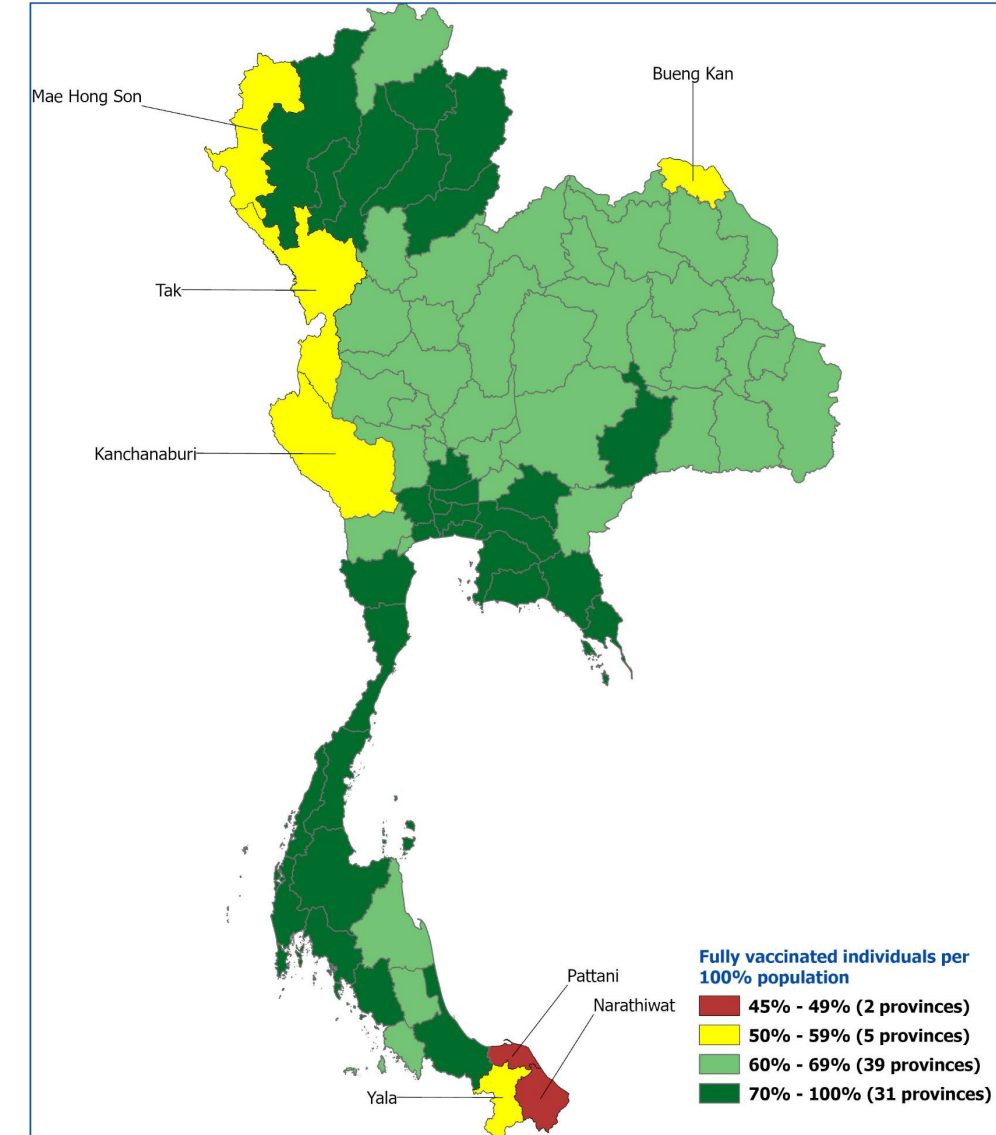 Bueng Kan
Mae Hong Son
Tak
Kanchanaburi
Pattani
Narathiwat
Yala
Fully vaccinated individuals per
100% population
45% - 49% (2 provinces)
50% - 59% (5 provinces)
60% - 69% (39 provinces)
70% - 100% (31 provinces)